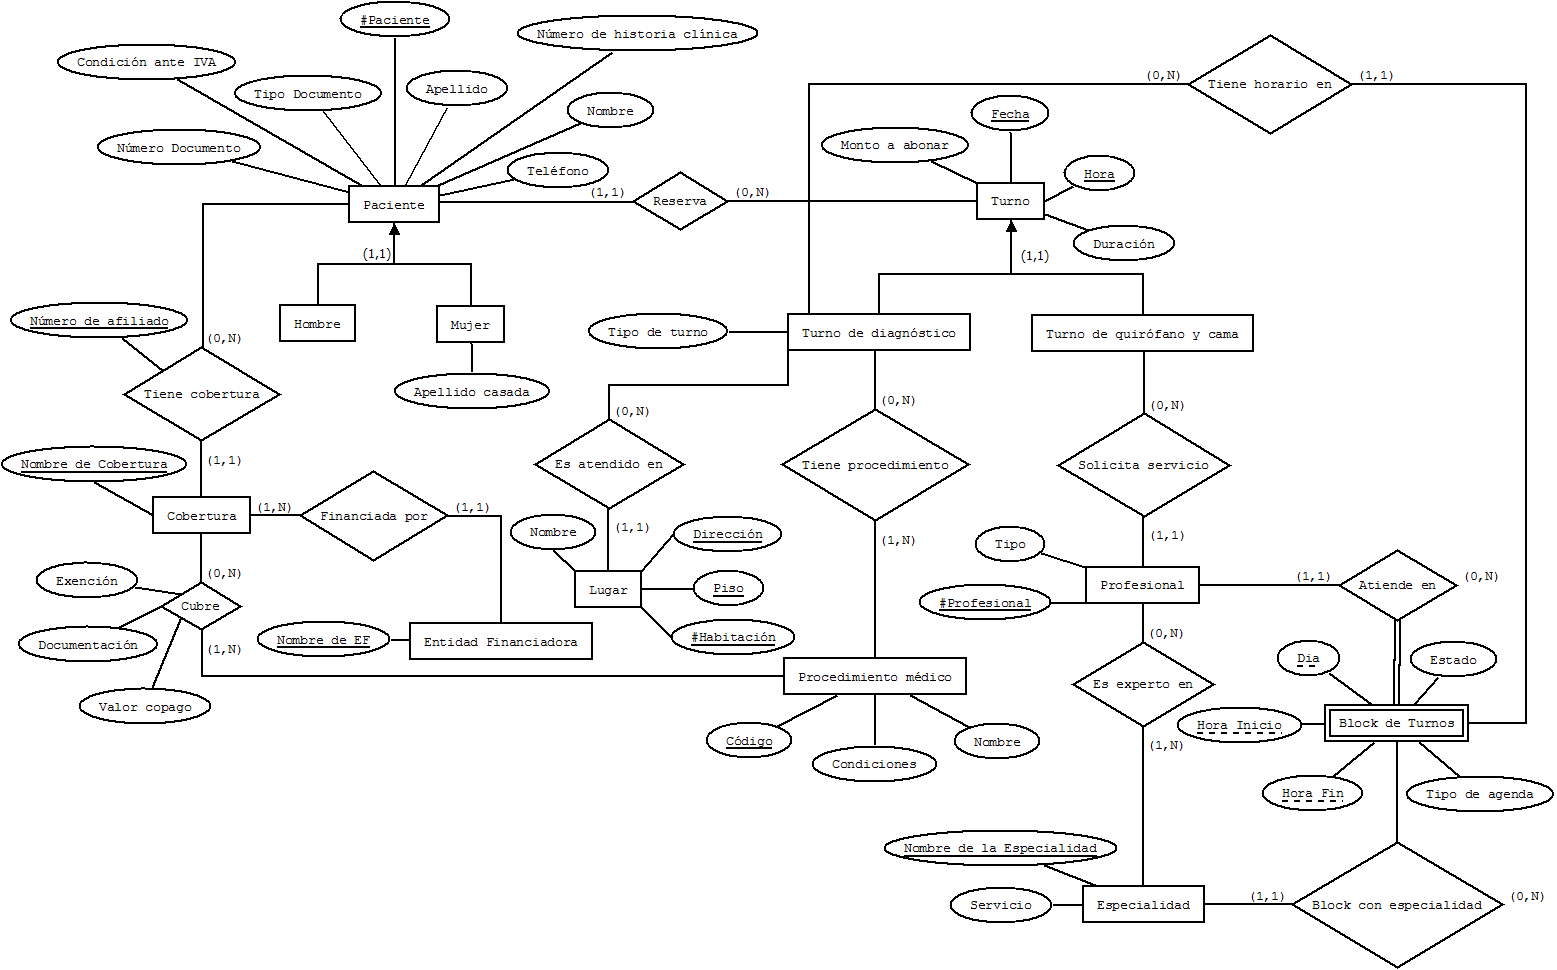 #Paciente
Número de historia clínica
Condición ante IVA
Tipo Documento
Apellido
Nombre
Número Documento
Teléfono
(0,N)
Tiene horario en
(1,1)
Fecha
Monto a abonar
Hora
Paciente
(1,1)
Reserva
(0,N)
Turno
Duración
(1,1)
(1,1)
Número de afiliado
Hombre
Mujer
Tipo de turno
Turno de diagnóstico
Turno de quirófano y cama
(0,N)
Tiene cobertura
Apellido casada
(0,N)
(0,N)
(0,N)
Nombre de Cobertura
(1,1)
Es atendido en
Tiene procedimiento
Solicita servicio
Cobertura
(1,N)
Financiada por
(1,1)
Nombre
(1,1)
Dirección
(1,N)
(1,1)
Tipo
Exención
(0,N)
Lugar
Piso
Profesional
(1,1)
Atiende en
(0,N)
Cubre
#Profesional
Documentación
(1,N)
Nombre de EF
Entidad Financiadora
#Habitación
(0,N)
Día
Estado
Valor copago
Procedimiento médico
Es experto en
Hora Inicio
Block de Turnos
Código
Condiciones
Nombre
(1,N)
Hora Fin
Tipo de agenda
Nombre de la Especialidad
Servicio
Especialidad
(1,1)
Block con especialidad
(0,N)